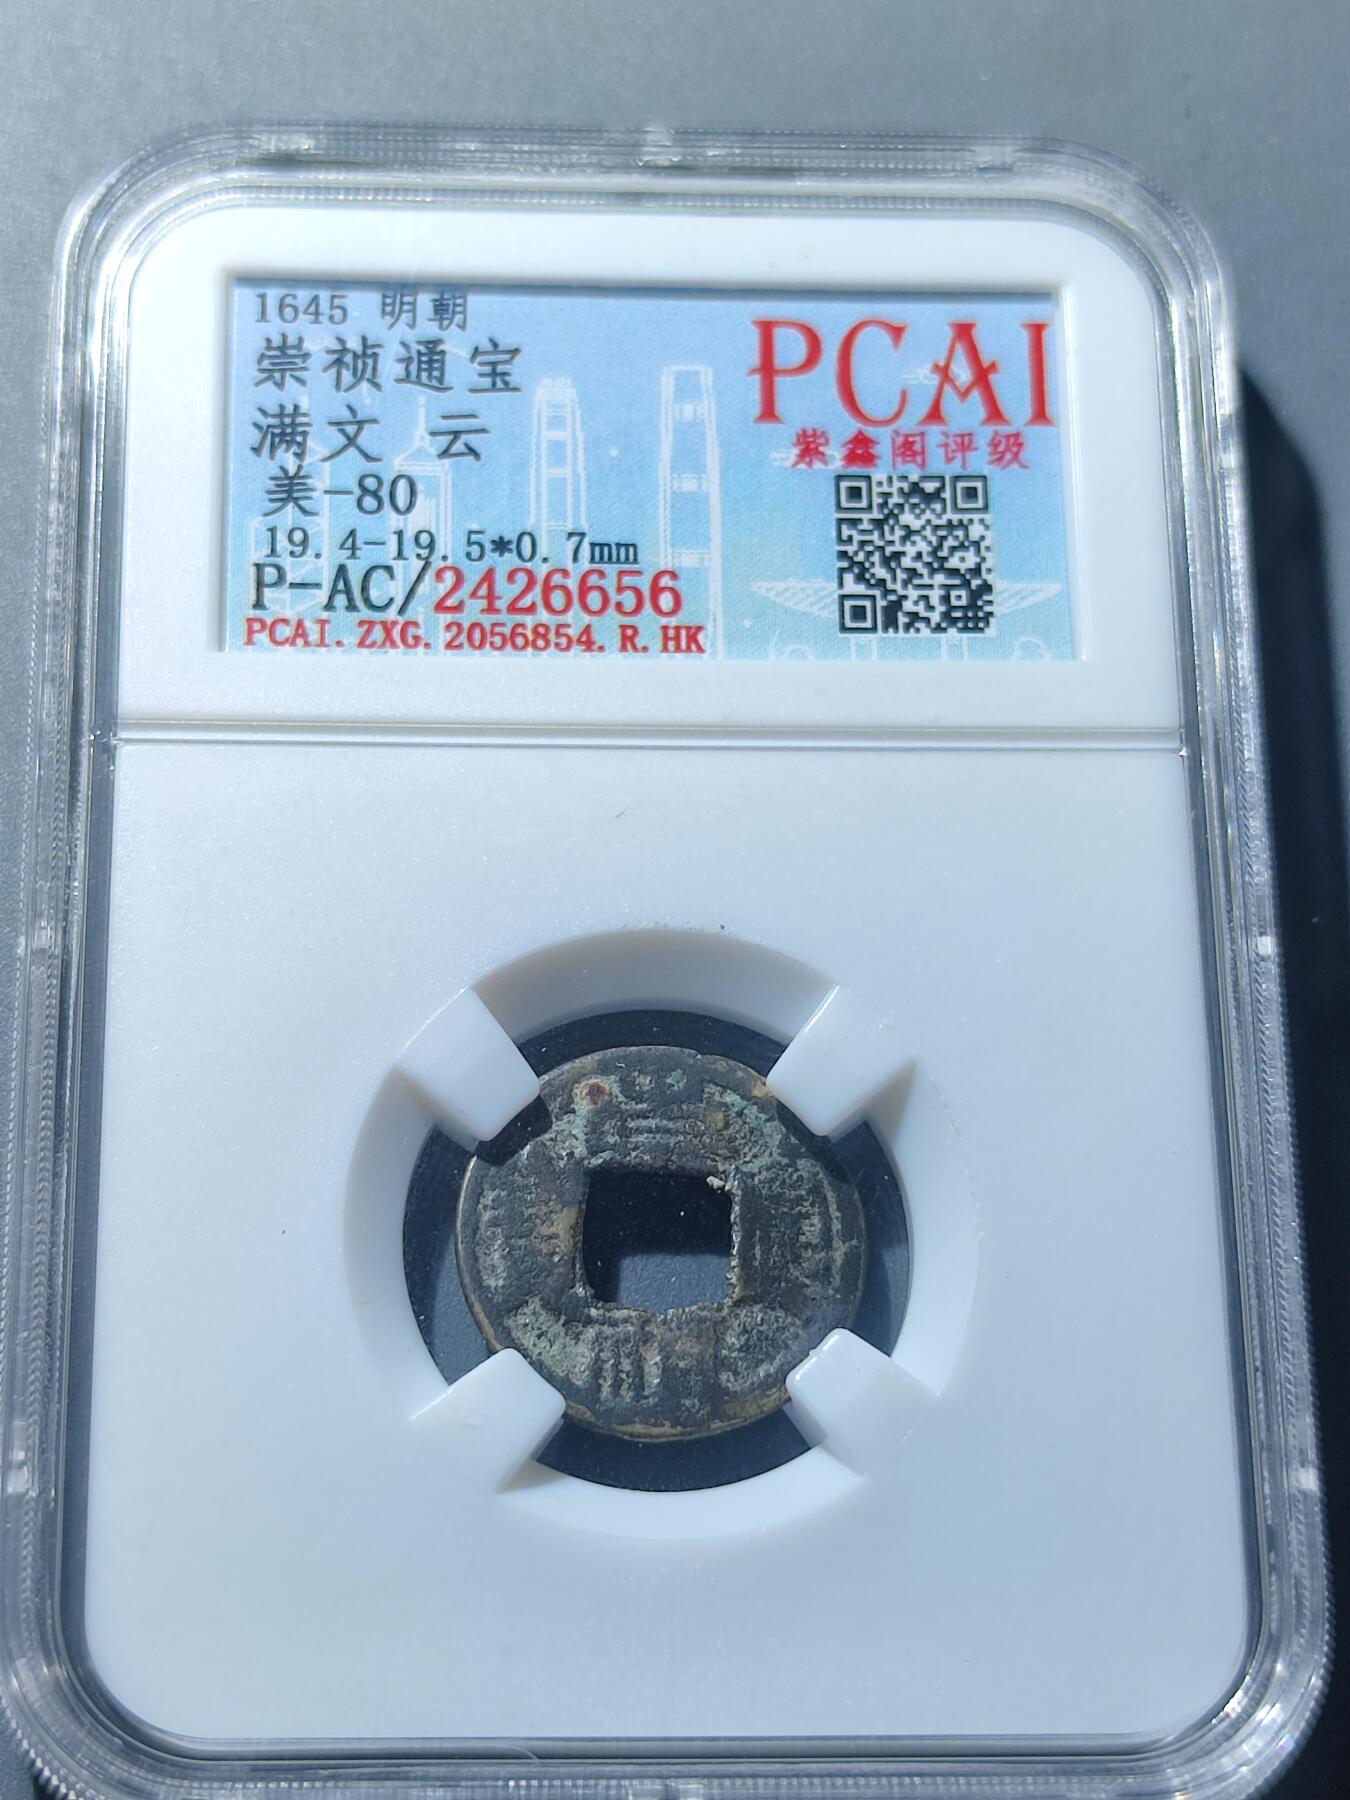 1645 明朝
崇祯通宝
满文 云
美-80
19.4-19.5*0.7mm
P-AC/2426656
PCAI.ZXG.2056854.R.HK
PCAI
紫鑫阁评级